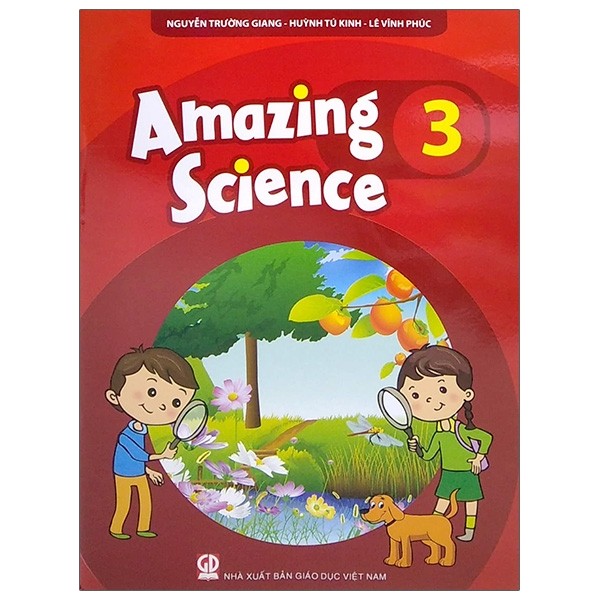 NGUYỄN TRƯỜNG GIANG - HUỲNH TÚ KINH - LÊ VĨNH PHÚC
Amazing
Science
3
GD
NHÀ XUẤT BẢN GIÁO DỤC VIỆT NAM